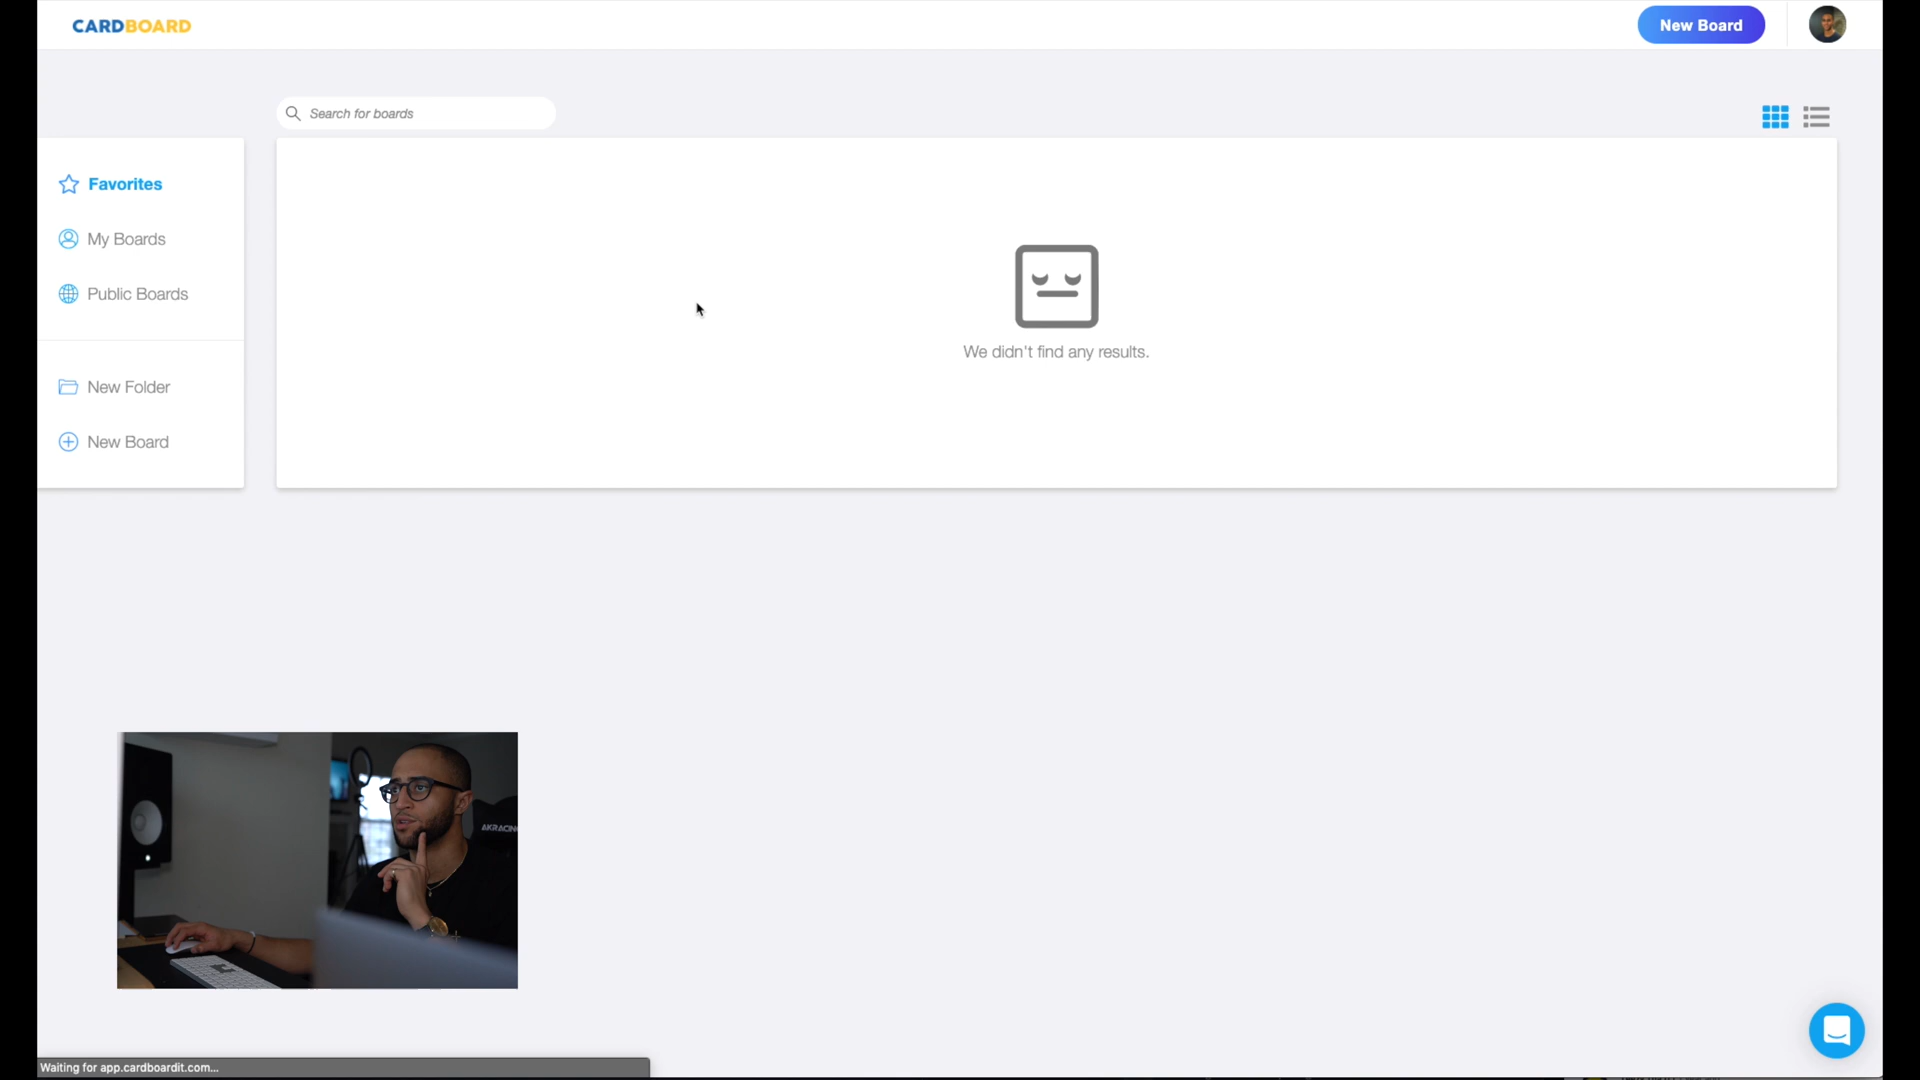 CARDBOARD
New Board
Search for boards
Favorites
My Boards
Public Boards
New Folder
New Board
We didn't find any results.
AKRACIN
Waiting for app.cardboardit.com...